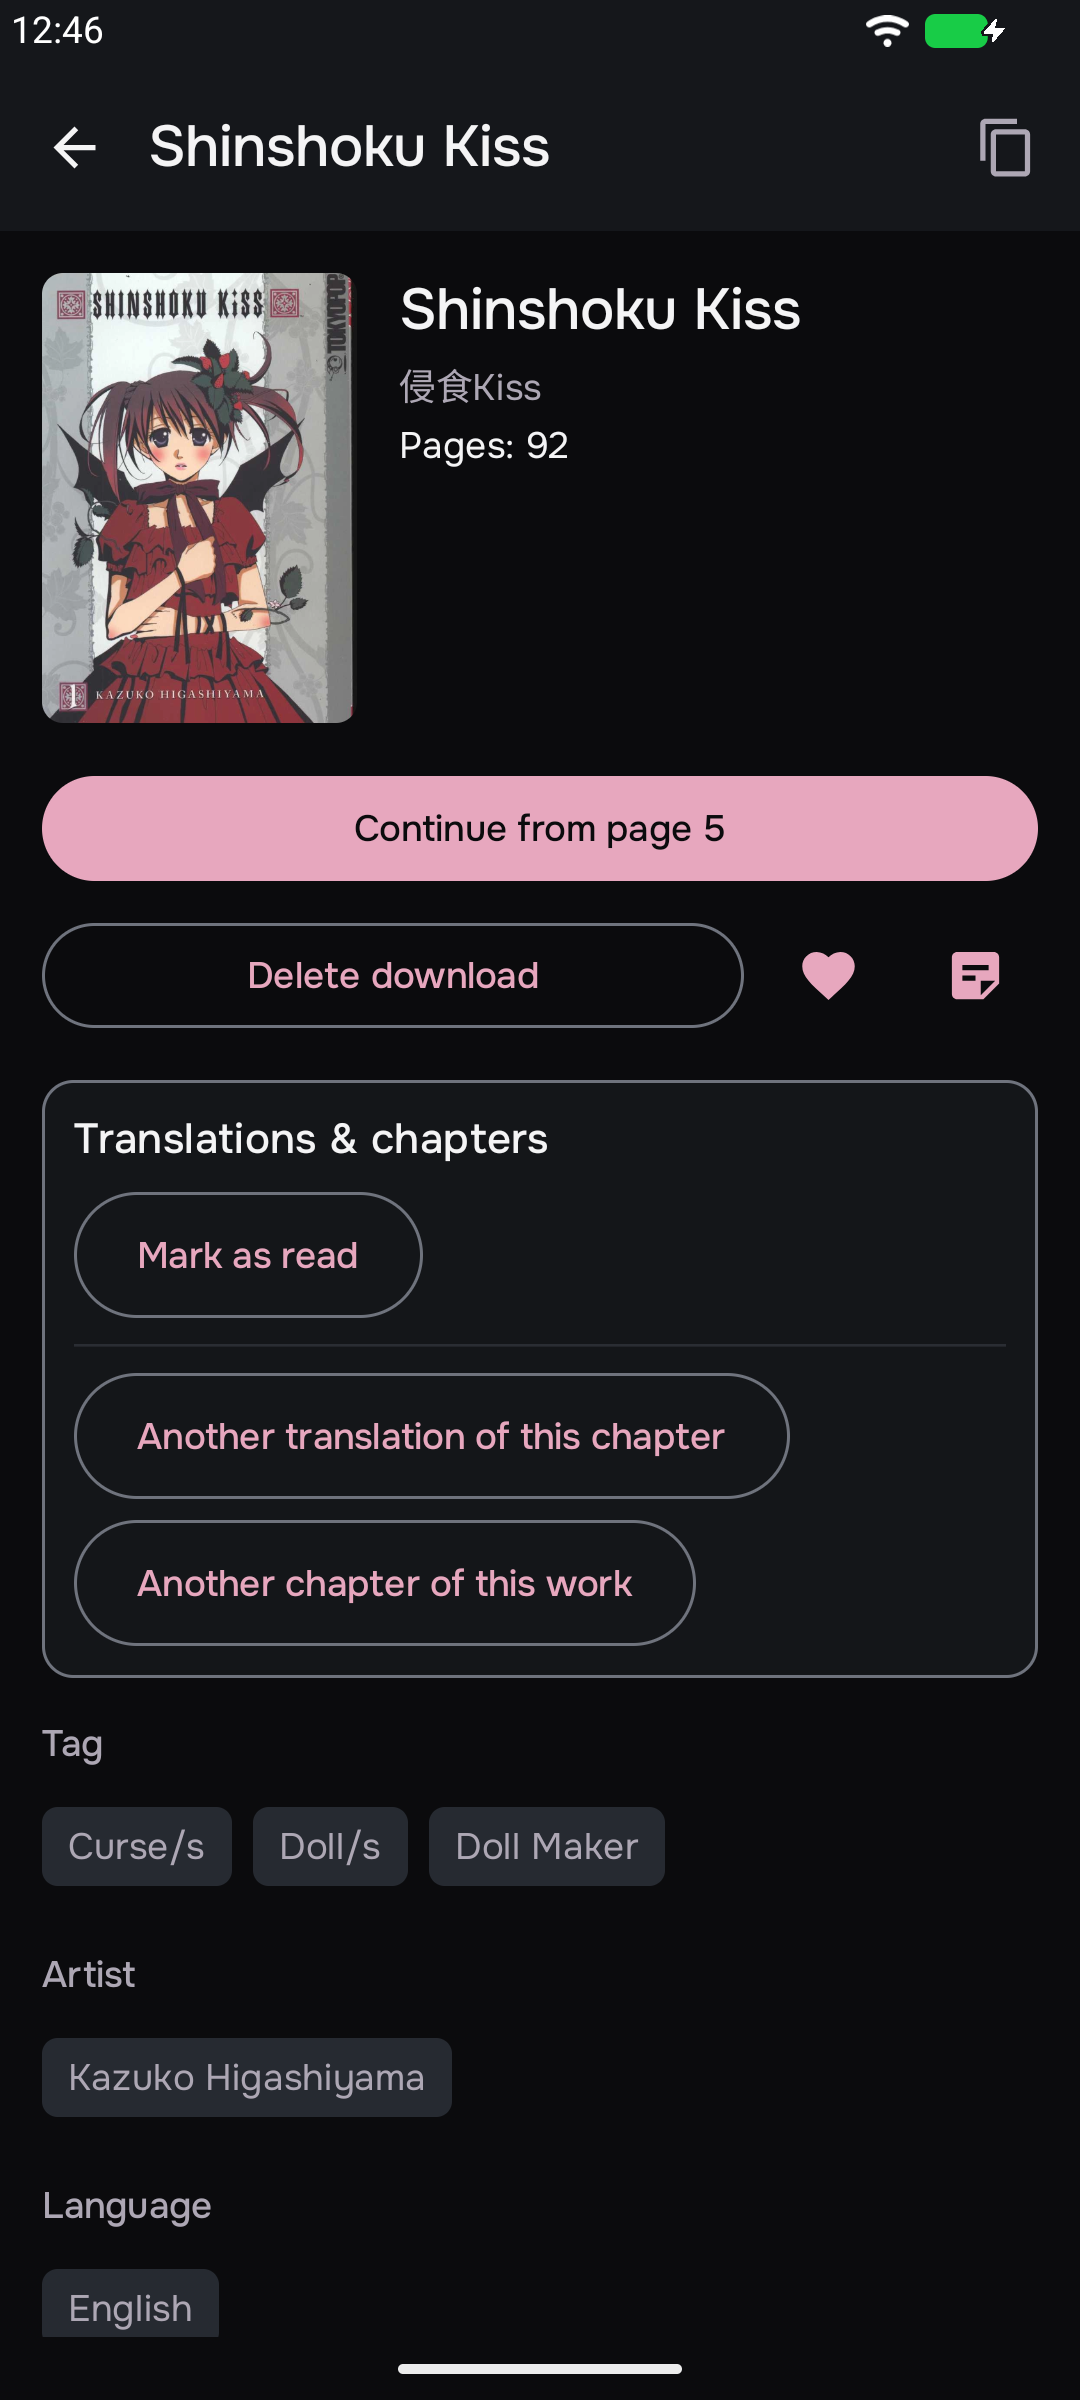 12:46
Shinshoku Kiss
SHINSHOKU KiSS
TOKYOPOP
1
KAZUKO HIGASHIYAMA
Shinshoku Kiss
侵食Kiss
Pages: 92
Continue from page 5
Delete download
Translations & chapters
Mark as read
Another translation of this chapter
Another chapter of this work
Tag
Curse/s
Doll/s
Doll Maker
Artist
Kazuko Higashiyama
Language
English